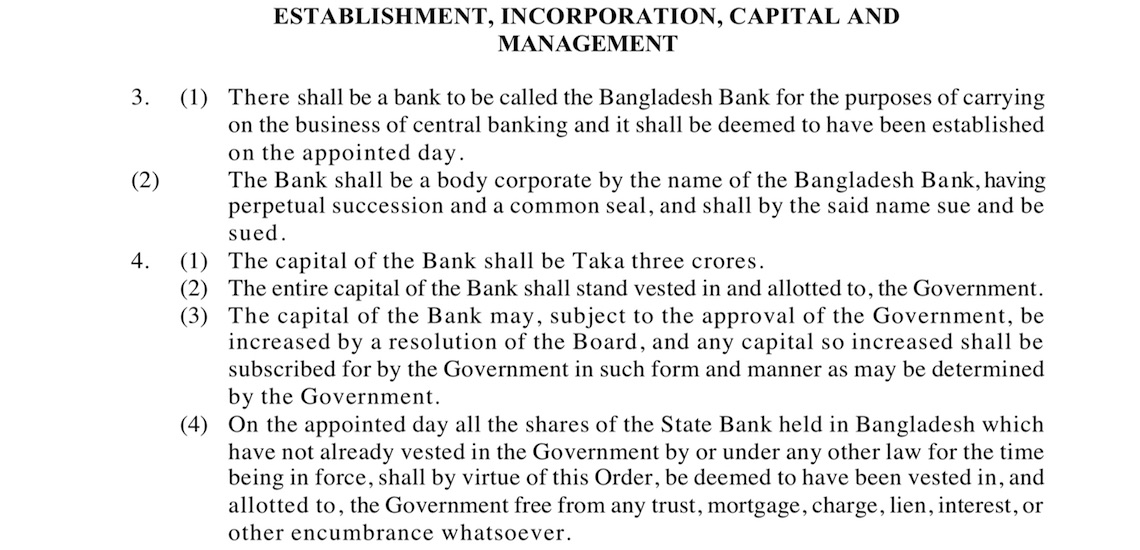 ESTABLISHMENT, INCORPORATION, CAPITAL AND
MANAGEMENT
3. (1) There shall be a bank to be called the Bangladesh Bank for the purposes of carrying
on the business of central banking and it shall be deemed to have been established
on the appointed day.
(2) The Bank shall be a body corporate by the name of the Bangladesh Bank, having
perpetual succession and a common seal, and shall by the said name sue and be
sued.
4. (1) The capital of the Bank shall be Taka three crores.
(2) The entire capital of the Bank shall stand vested in and allotted to, the Government.
(3) The capital of the Bank may, subject to the approval of the Government, be
increased by a resolution of the Board, and any capital so increased shall be
subscribed for by the Government in such form and manner as may be determined
by the Government.
(4) On the appointed day all the shares of the State Bank held in Bangladesh which
have not already vested in the Government by or under any other law for the time
being in force, shall by virtue of this Order, be deemed to have been vested in, and
allotted to, the Government free from any trust, mortgage, charge, lien, interest, or
other encumbrance whatsoever.